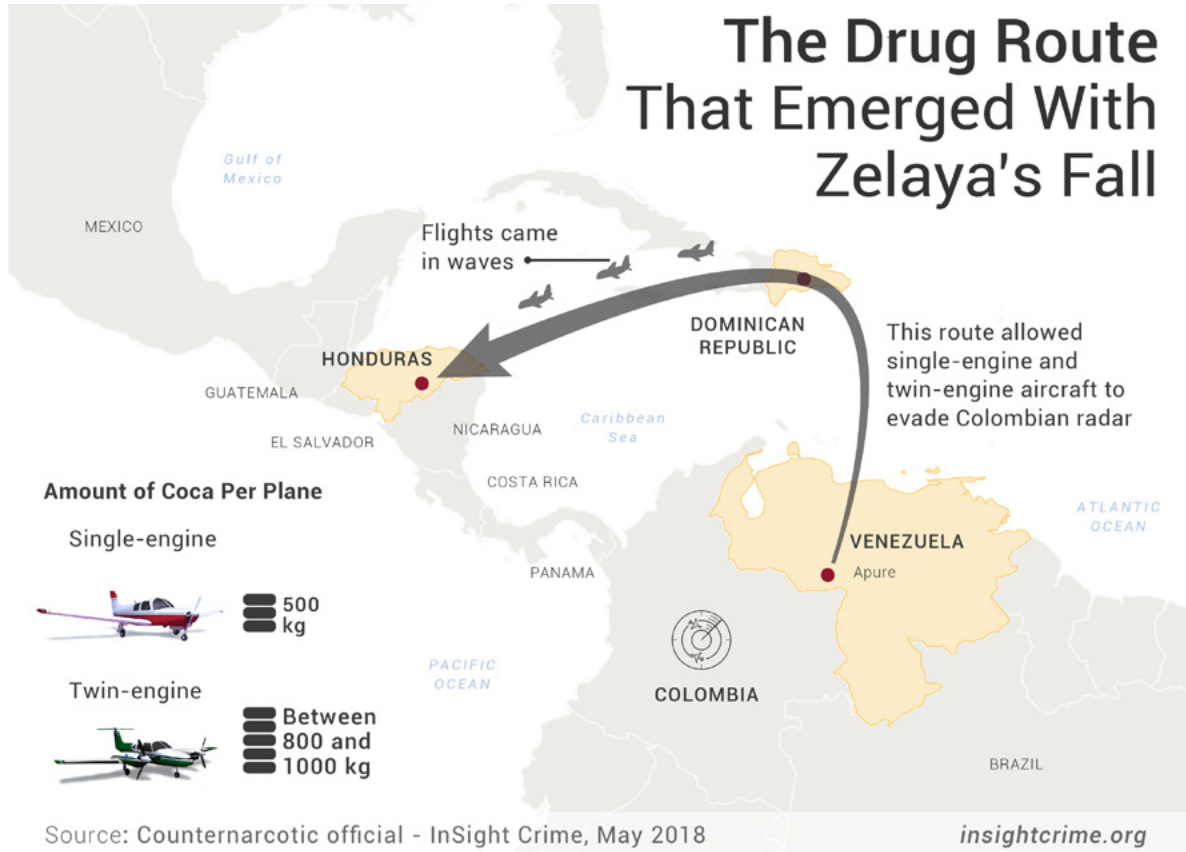 The Drug Route
That Emerged With
Zelaya's Fall
Gulf of
Mexico
MEXICO
Flights came
in waves
DOMINICAN
REPUBLIC
This route allowed
single-engine and
twin-engine aircraft to
evade Colombian radar
HONDURAS
GUATEMALA
EL SALVADOR
NICARAGUA
Caribbean
Sea
COSTA RICA
PANAMA
ATLANTIC
OCEAN
VENEZUELA
Apure
PACIFIC
OCEAN
COLOMBIA
BRAZIL
Amount of Coca Per Plane
Single-engine
500
kg
Twin-engine
Between
800 and
1000 kg
Source: Counternarcotic official - InSight Crime, May 2018
insightcrime.org